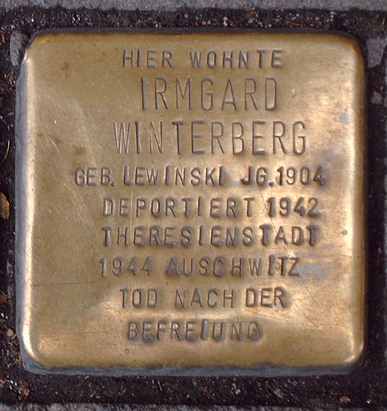 HIER WOHNTE
IRMGARD
WINTERBERG
GEB. LEWINSKI JG.1904
DEPORTIERT 1942
THERESIENSTADT
1944 AUSCHWITZ
TOD NACH DER
BEFREIUNG